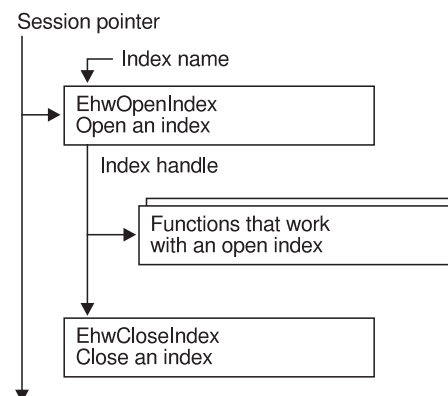 Session pointer
Index name
EhwOpenIndex
Open an index
Index handle
Functions that work
with an open index
EhwCloseIndex
Close an index